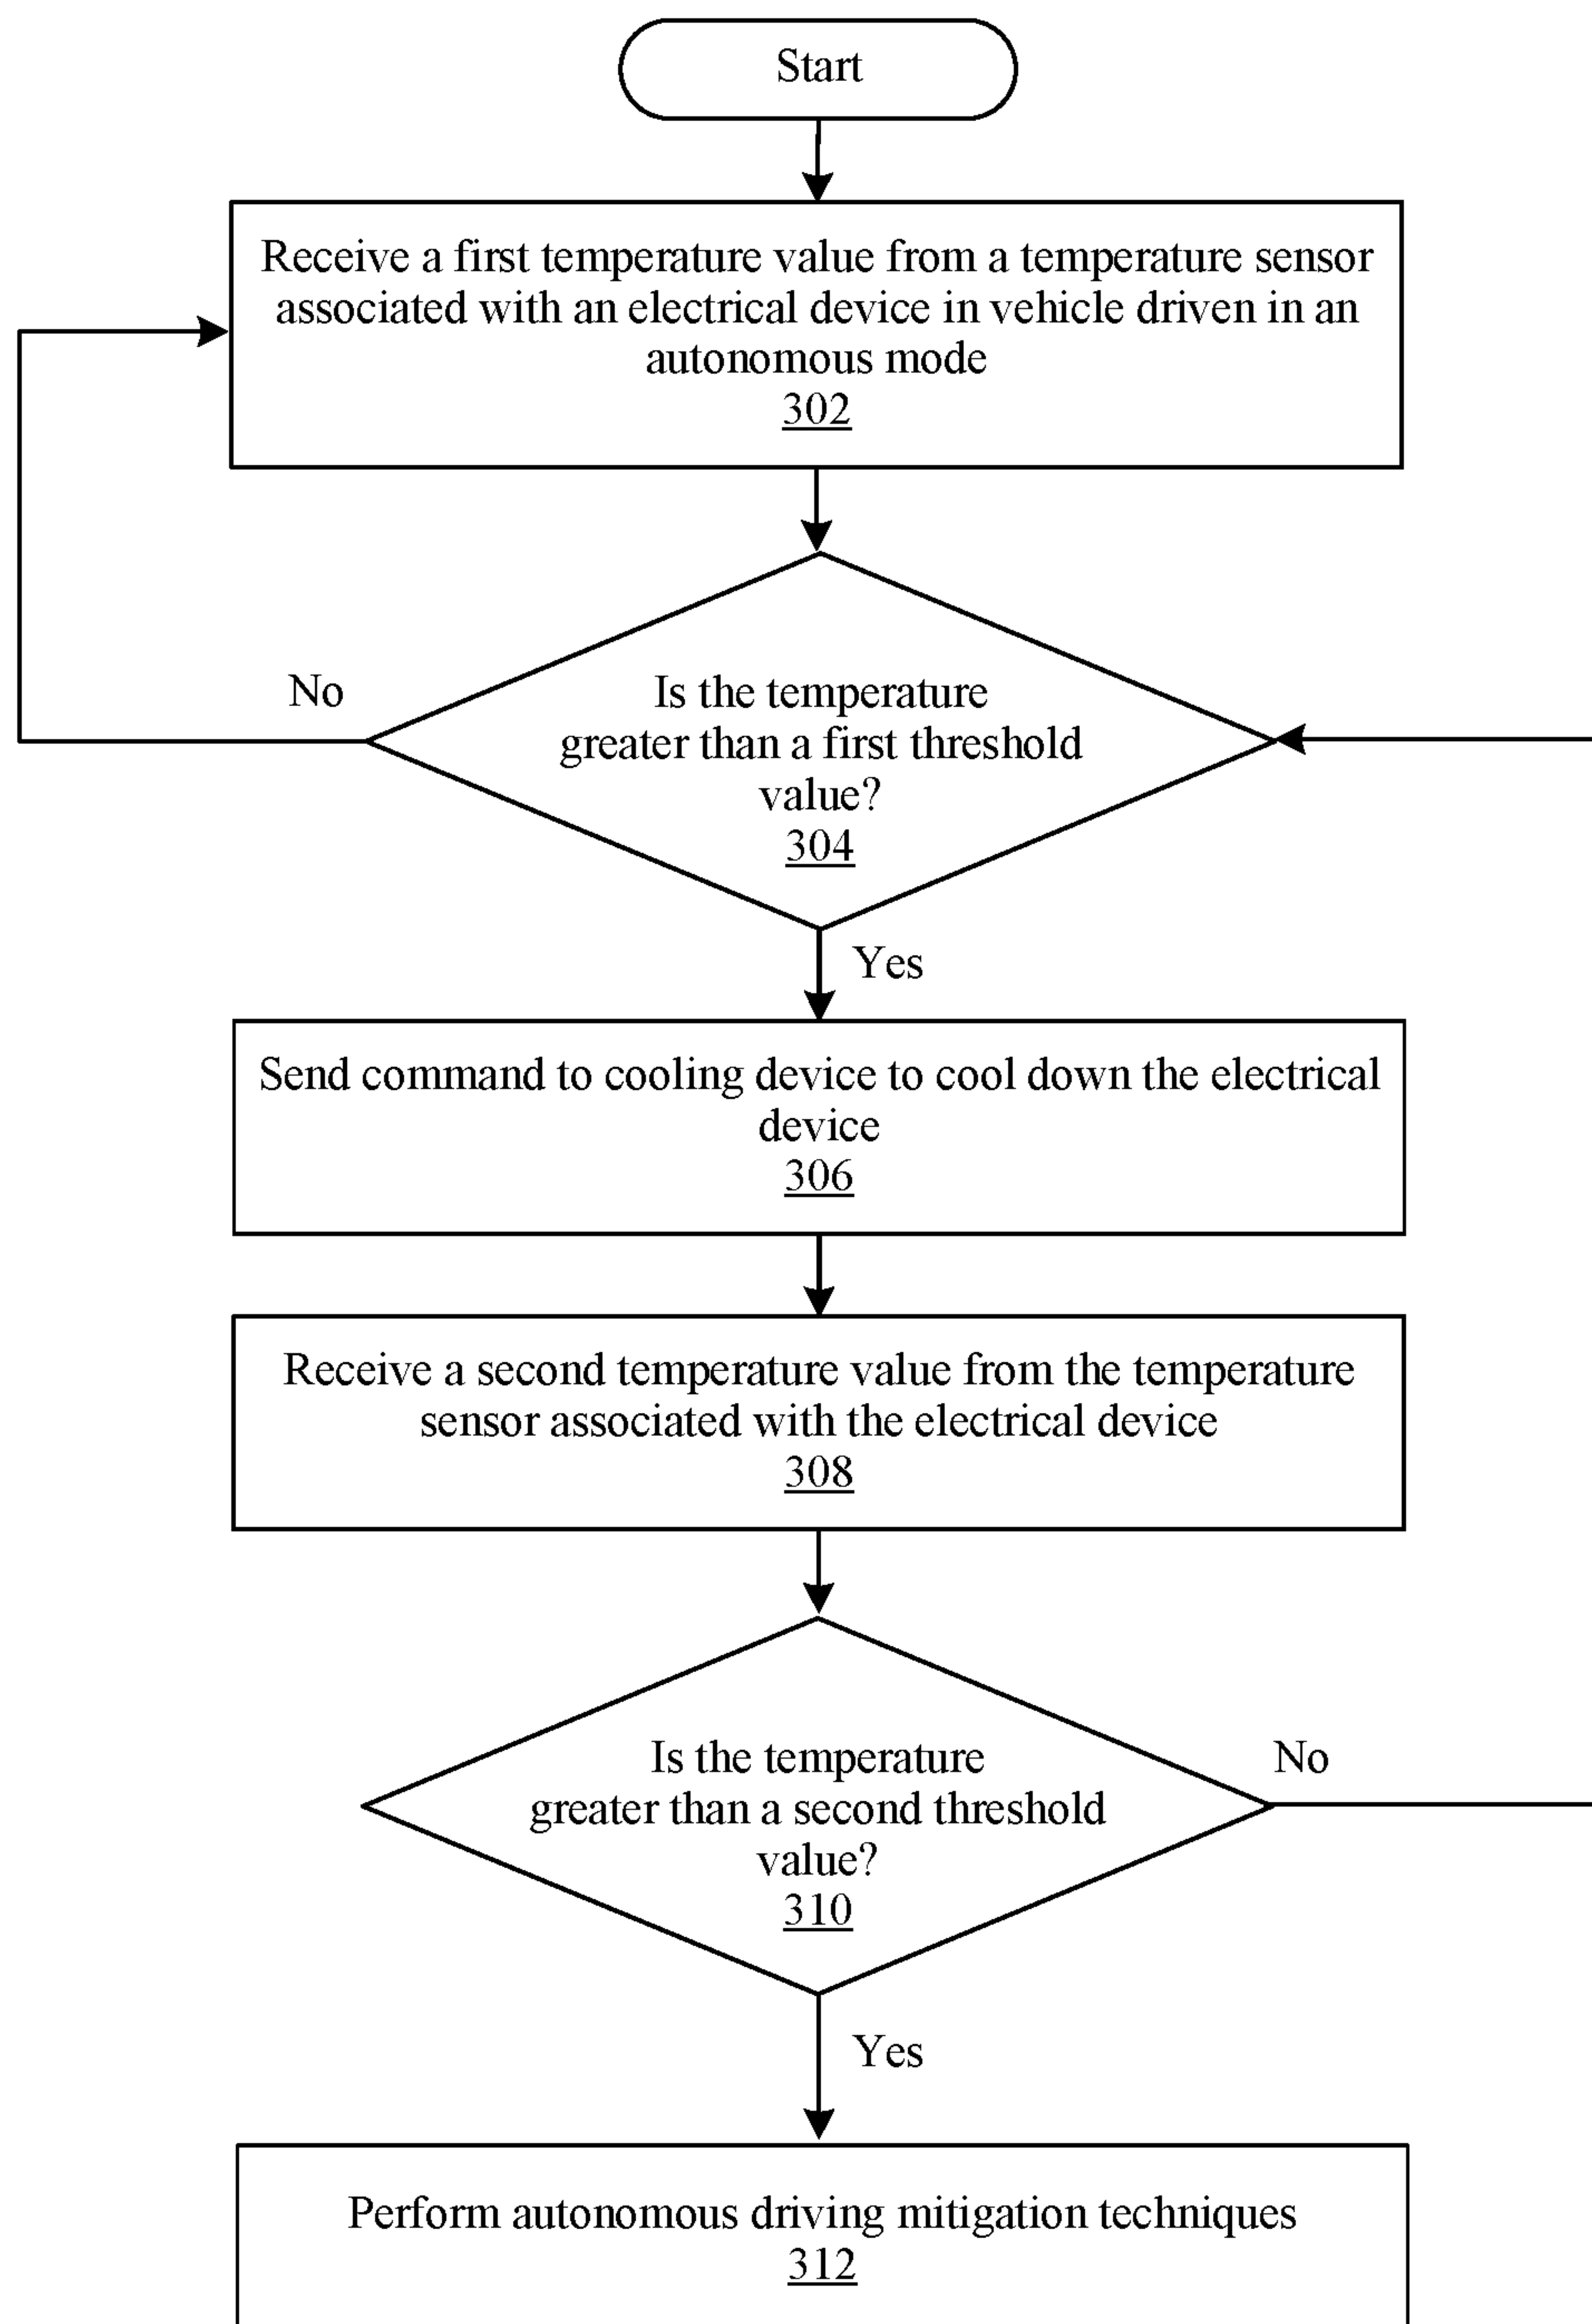 Start
Receive a first temperature value from a temperature sensor
associated with an electrical device in vehicle driven in an
autonomous mode
302
No
Is the temperature
greater than a first threshold
value?
304
Yes
Send command to cooling device to cool down the electrical
device
306
Receive a second temperature value from the temperature
sensor associated with the electrical device
308
Is the temperature
greater than a second threshold
value?
310
No
Yes
Perform autonomous driving mitigation techniques
312